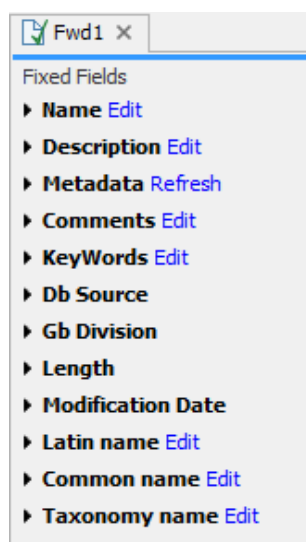 Fwd1
Fixed Fields
Name Edit
Description Edit
Metadata Refresh
Comments Edit
KeyWords Edit
Db Source
Gb Division
Length
Modification Date
Latin name Edit
Common name Edit
Taxonomy name Edit